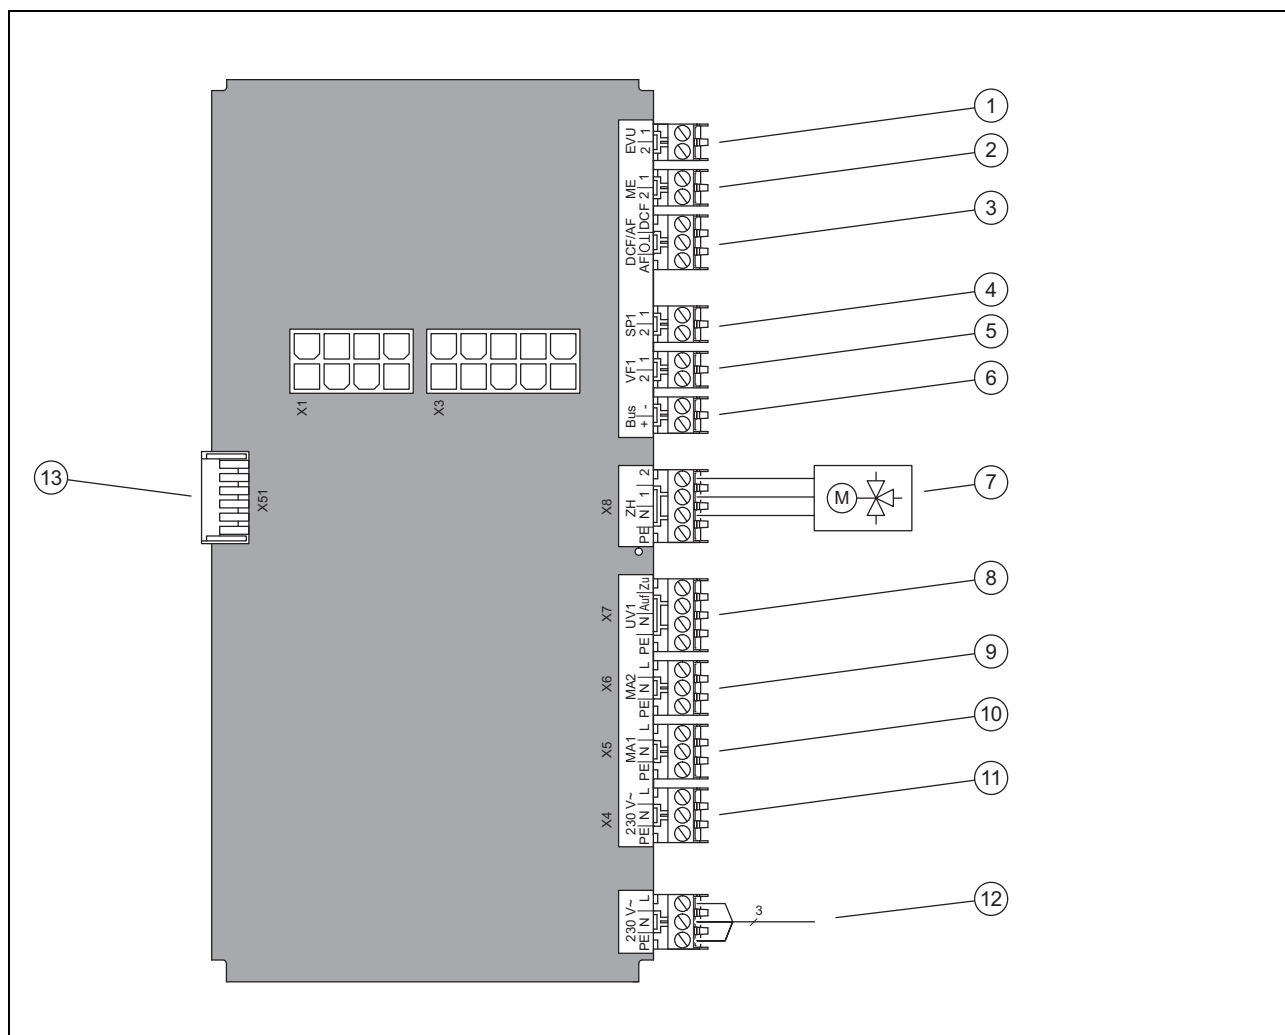 1
EVU
2 1
2
ME
2 1
3
DCF/AF
AF OT DCF
4
SP1
2 1
5
VF1
2 1
6
Bus
+ -
X1
X3
13
X51
7
X8
ZH
PE N 1 2
M
8
X7
UV1
PE N Auf Zu
9
X6
MA2
PE N L
10
X5
MA1
PE N L
11
X4
230 V~
PE N L
12
230 V~
PE N L
3